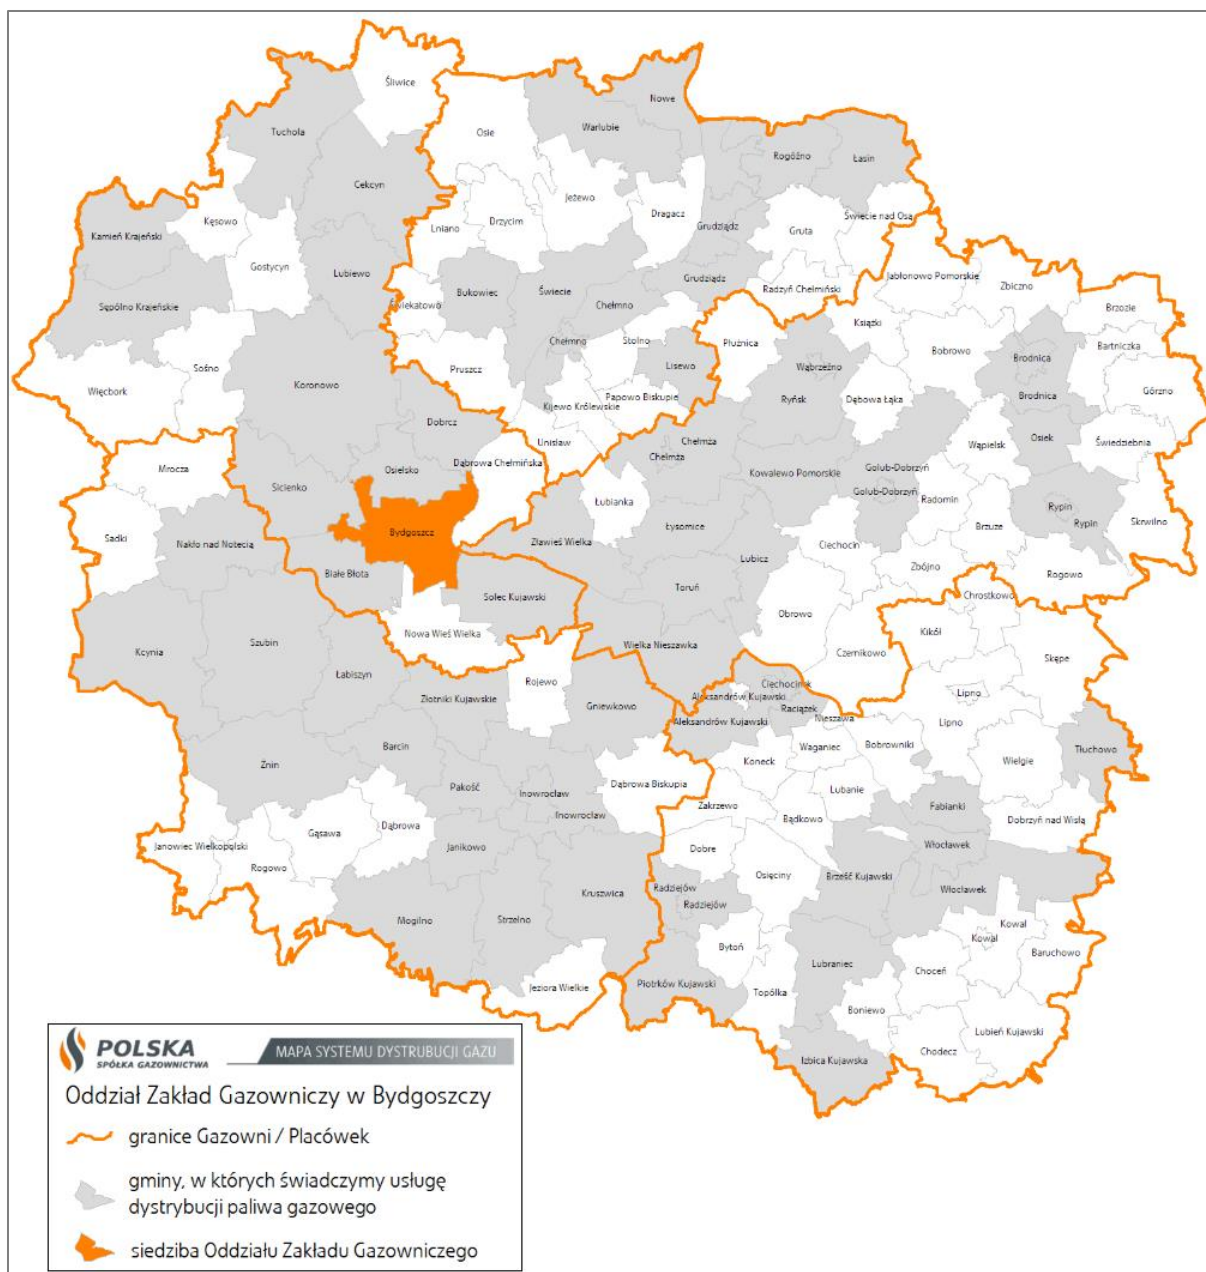 Śliwice
Nowe
Tuchola
Warlubie
Osie
Rogóźno
Łasin
Cekcyn
Jeżewo
Dragacz
Świecie nad Osą
Kęsowo
Drzycim
Lniano
Grudziądz
Gruta
Kamień Krajeński
Gostycyn
Lubiewo
Bukowiec
Świecie
Grudziądz
Jabłonowo Pomorskie
Zbiczno
Radzyń Chełmiński
Brzozie
Sępólno Krajeńskie
Świekatowo
Chełmno
Książki
Chełmno
Stolno
Płużnica
Bobrowo
Bartniczka
Sośno
Pruszcz
Lisewo
Wąbrzeźno
Brodnica
Więcbork
Koronowo
Papowo Biskupie
Ryńsk
Dębowa Łąka
Brodnica
Górzno
Kijewo Królewskie
Dobrcz
Unisław
Chełmża
Chełmża
Wąpielsk
Osiek
Świedziebnia
Mrocza
Osielsko
Dąbrowa Chełmińska
Kowalewo Pomorskie
Golub-Dobrzyń
Sicienko
Golub-Dobrzyń
Łubianka
Radomin
Rypin
Rypin
Skrwilno
Sadki
Bydgoszcz
Łysomice
Brzuze
Nakło nad Notecią
Zławieś Wielka
Ciechocin
Lubicz
Zbójno
Rogowo
Białe Błota
Toruń
Solec Kujawski
Chrostkowo
Obrowo
Nowa Wieś Wielka
Kikół
Szubin
Wielka Nieszawka
Kcynia
Czernikowo
Skępe
Rojewo
Ciechocinek
Łabiszyn
Złotniki Kujawskie
Aleksandrów Kujawski
Lipno
Gniewkowo
Raciążek
Aleksandrów Kujawski
Nieszawa
Lipno
Barcin
Waganiec
Bobrowniki
Tłuchowo
Żnin
Koneck
Wielgie
Pakość
Inowrocław
Dąbrowa Biskupia
Lubanie
Zakrzewo
Fabianki
Inowrocław
Bądkowo
Dobrzyń nad Wisłą
Dąbrowa
Gąsawa
Janowiec Wielkopolski
Janikowo
Dobre
Włocławek
Rogowo
Osięciny
Brześć Kujawski
Radziejów
Włocławek
Kruszwica
Radziejów
Mogilno
Strzelno
Kowal
Kowal
Bytoń
Baruchowo
Lubraniec
Choceń
Piotrków Kujawski
Jeziora Wielkie
Topólka
Boniewo
Lubień Kujawski
Chodecz
Izbica Kujawska
POLSKA
SPÓŁKA GAZOWNICTWA
MAPA SYSTEMU DYSTRUBUCJI GAZU
Oddział Zakład Gazowniczy w Bydgoszczy
granice Gazowni / Placówek
gminy, w których świadczymy usługę
dystrybucji paliwa gazowego
siedziba Oddziału Zakładu Gazowniczego